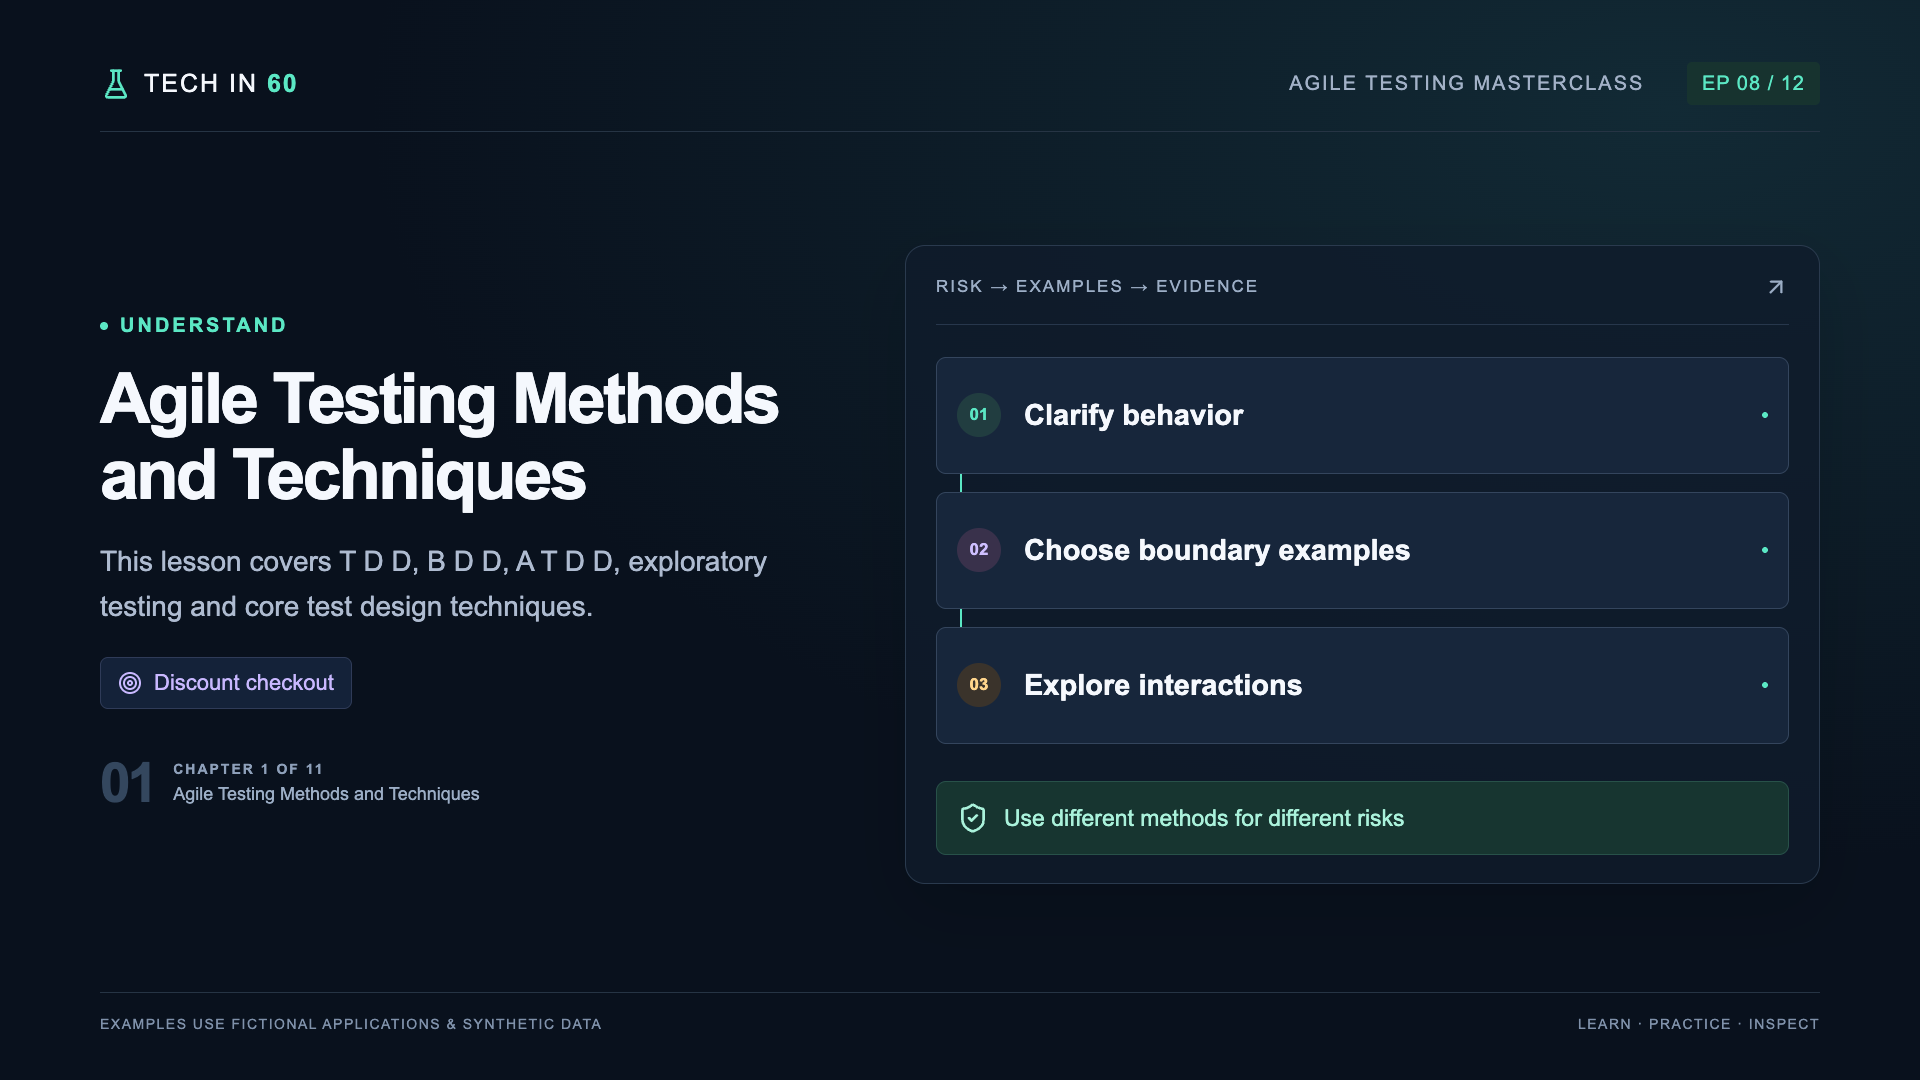 TECH IN 60
AGILE TESTING MASTERCLASS
EP 08 / 12
UNDERSTAND
Agile Testing Methods
and Techniques
This lesson covers T D D, B D D, A T D D, exploratory
testing and core test design techniques.
Discount checkout
01
CHAPTER 1 OF 11
Agile Testing Methods and Techniques
RISK → EXAMPLES → EVIDENCE
01 Clarify behavior
02 Choose boundary examples
03 Explore interactions
Use different methods for different risks
EXAMPLES USE FICTIONAL APPLICATIONS & SYNTHETIC DATA
LEARN · PRACTICE · INSPECT